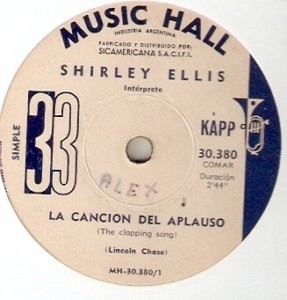 MUSIC HALL
INDUSTRIA ARGENTINA
FABRICADO Y DISTRIBUIDO POR:
SICAMERICANA S.A.C.I.F.I.
SHIRLEY ELLIS
Intérprete
SIMPLE
33
KAPP
30.380
COMAR
Duración
2'44"
ALEX
LA CANCION DEL APLAUSO
(The clapping song)
(Lincoln Chase)
MH-30.380/1